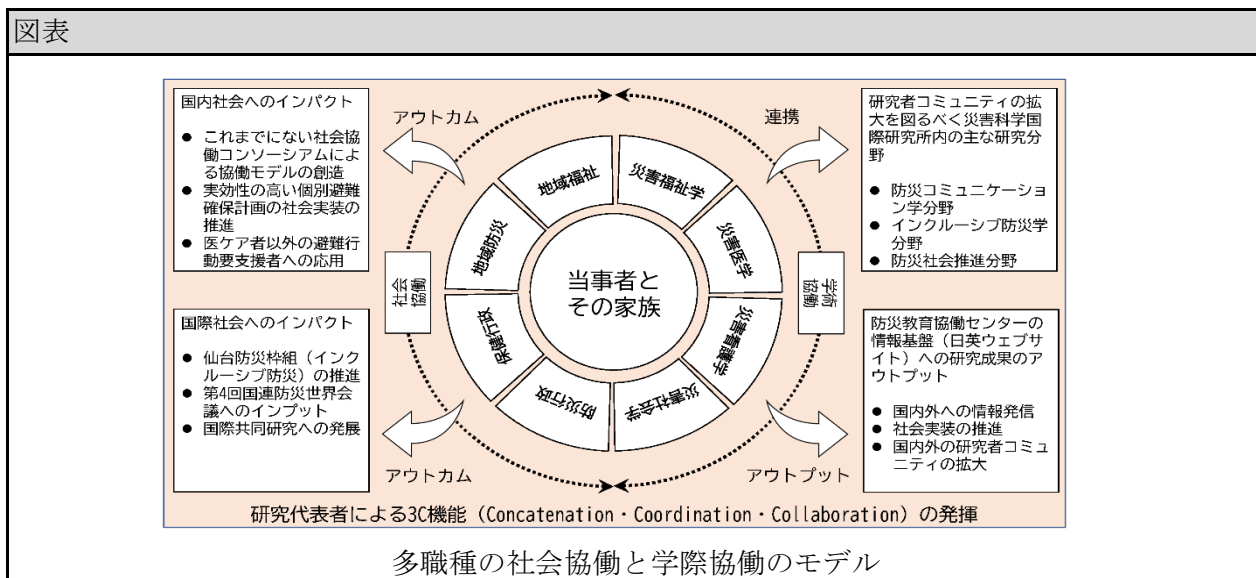 図表
国内社会へのインパクト
● これまでにない社会協
働コンソーシアムによ
る協働モデルの創造
● 実効性の高い個別避難
確保計画の社会実装の
推進
● 医ケア者以外の避難行
動要支援者への応用
アウトカム
連携
研究者コミュニティの拡
大を図るべく災害科学国
際研究所内の主な研究分
野
● 防災コミュニケーショ
ン学分野
● インクルーシブ防災学
分野
● 防災社会推進分野
地域福祉
災害福祉学
地域防災
災害医学
社会
協働
当事者と
その家族
学術
協働
保健行政
災害看護学
防災行政
災害社会学
国際社会へのインパクト
● 仙台防災枠組（インク
ルーシブ防災）の推進
● 第4回国連防災世界会
議へのインプット
● 国際共同研究への発展
アウトカム
アウトプット
防災教育協働センターの
情報基盤（日英ウェブサ
イト）への研究成果のア
ウトプット
● 国内外への情報発信
● 社会実装の推進
● 国内外の研究者コミュ
ニティの拡大
研究代表者による3C機能（Concatenation・Coordination・Collaboration）の発揮
多職種の社会協働と学際協働のモデル